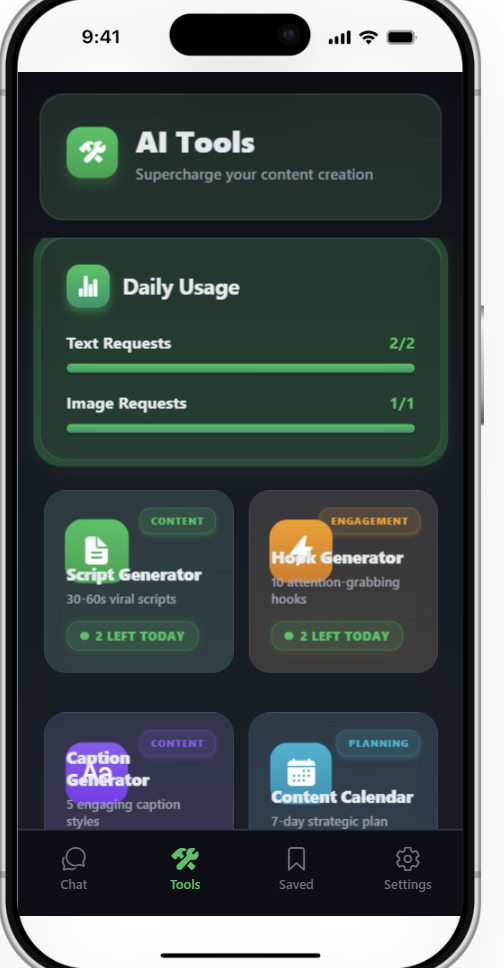 9:41
AI Tools
Supercharge your content creation
Daily Usage
Text Requests 2/2
Image Requests 1/1
CONTENT
Script Generator
30-60s viral scripts
2 LEFT TODAY
ENGAGEMENT
Hook Generator
10 attention-grabbing
hooks
2 LEFT TODAY
CONTENT
Aa
Caption
Generator
5 engaging caption
styles
PLANNING
Content Calendar
7-day strategic plan
Chat
Tools
Saved
Settings